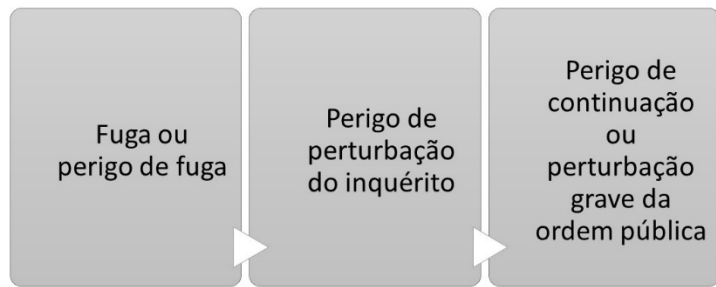 Fuga ou
perigo de fuga
Perigo de
perturbação
do inquérito
Perigo de
continuação
ou
perturbação
grave da
ordem pública